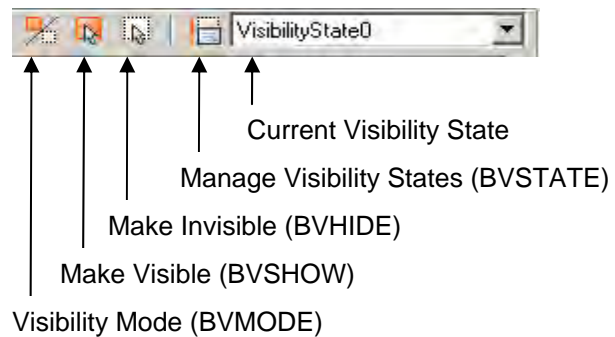 VisibilityState0
Current Visibility State
Manage Visibility States (BVSTATE)
Make Invisible (BVHIDE)
Make Visible (BVSHOW)
Visibility Mode (BVMODE)